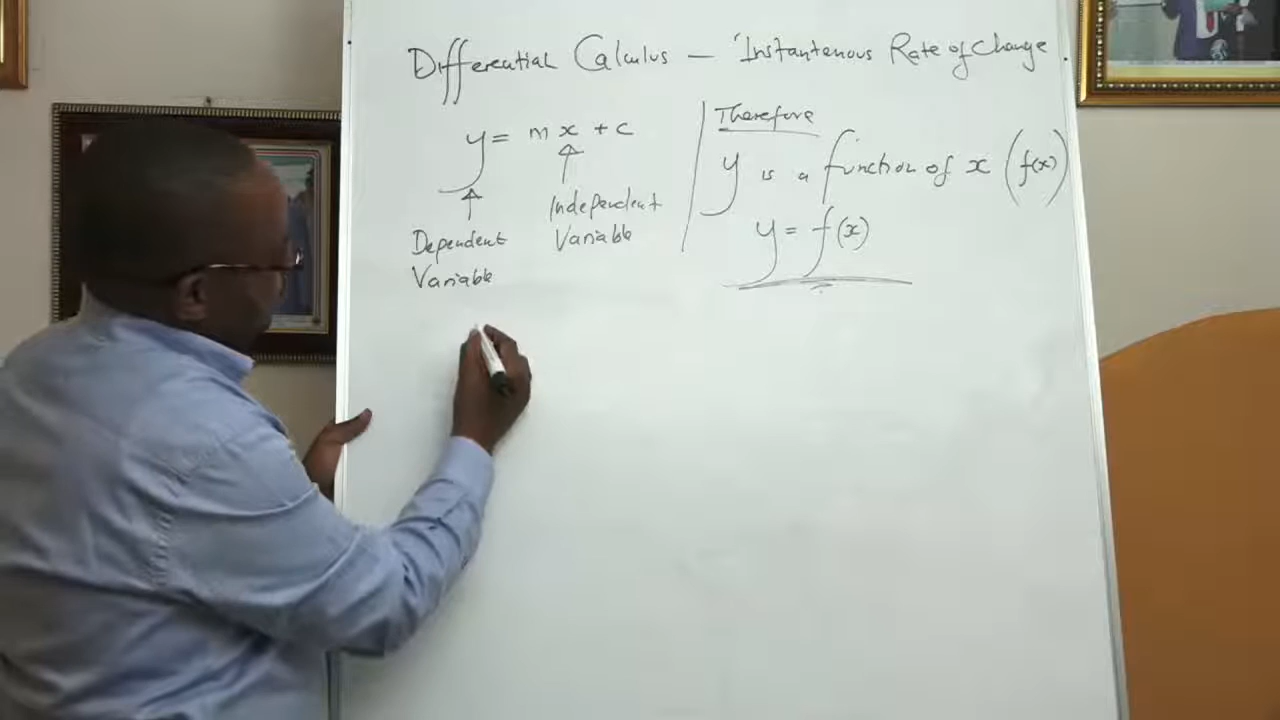 Differential Calculus — 'Instantenous Rate of Change.
y = mx + c
Dependent
Variable
Independent
Variable
Therefore
y is a function of x (f(x))
y = f(x)